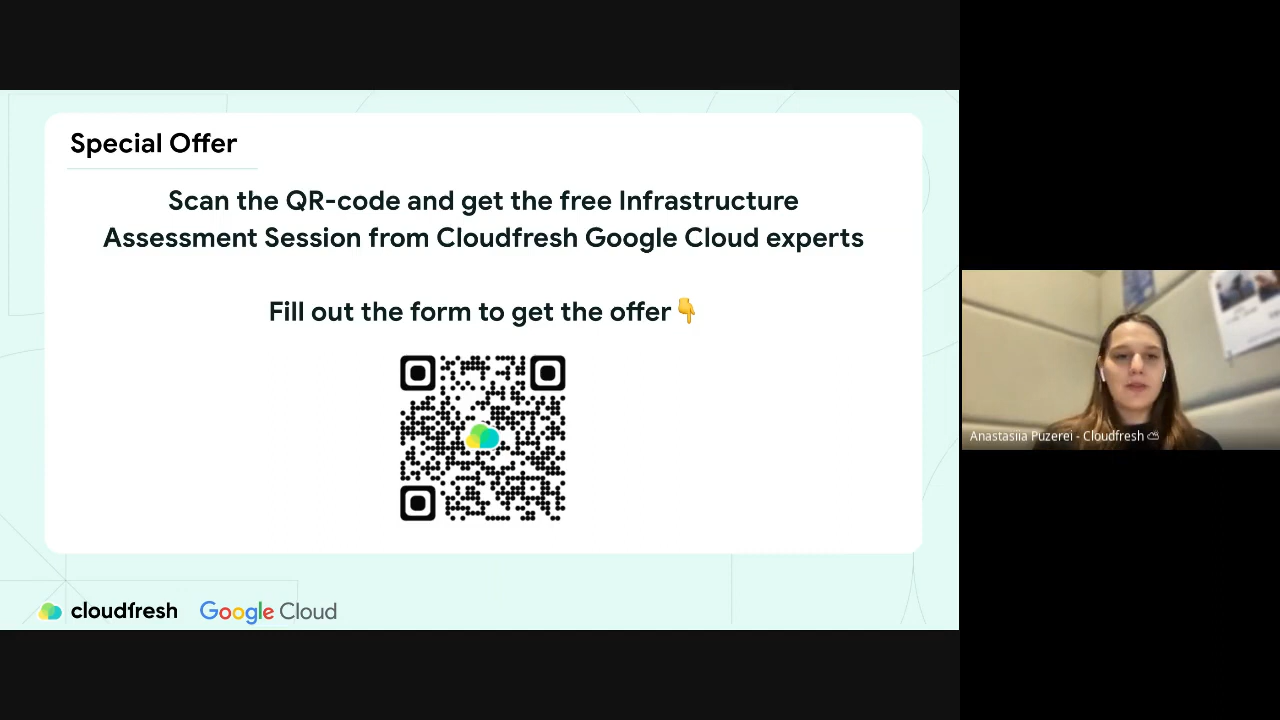 Special Offer
Scan the QR-code and get the free Infrastructure
Assessment Session from Cloudfresh Google Cloud experts
Fill out the form to get the offer👇
cloudfresh Google Cloud
Anastasiia Puzerei - Cloudfresh ⛅